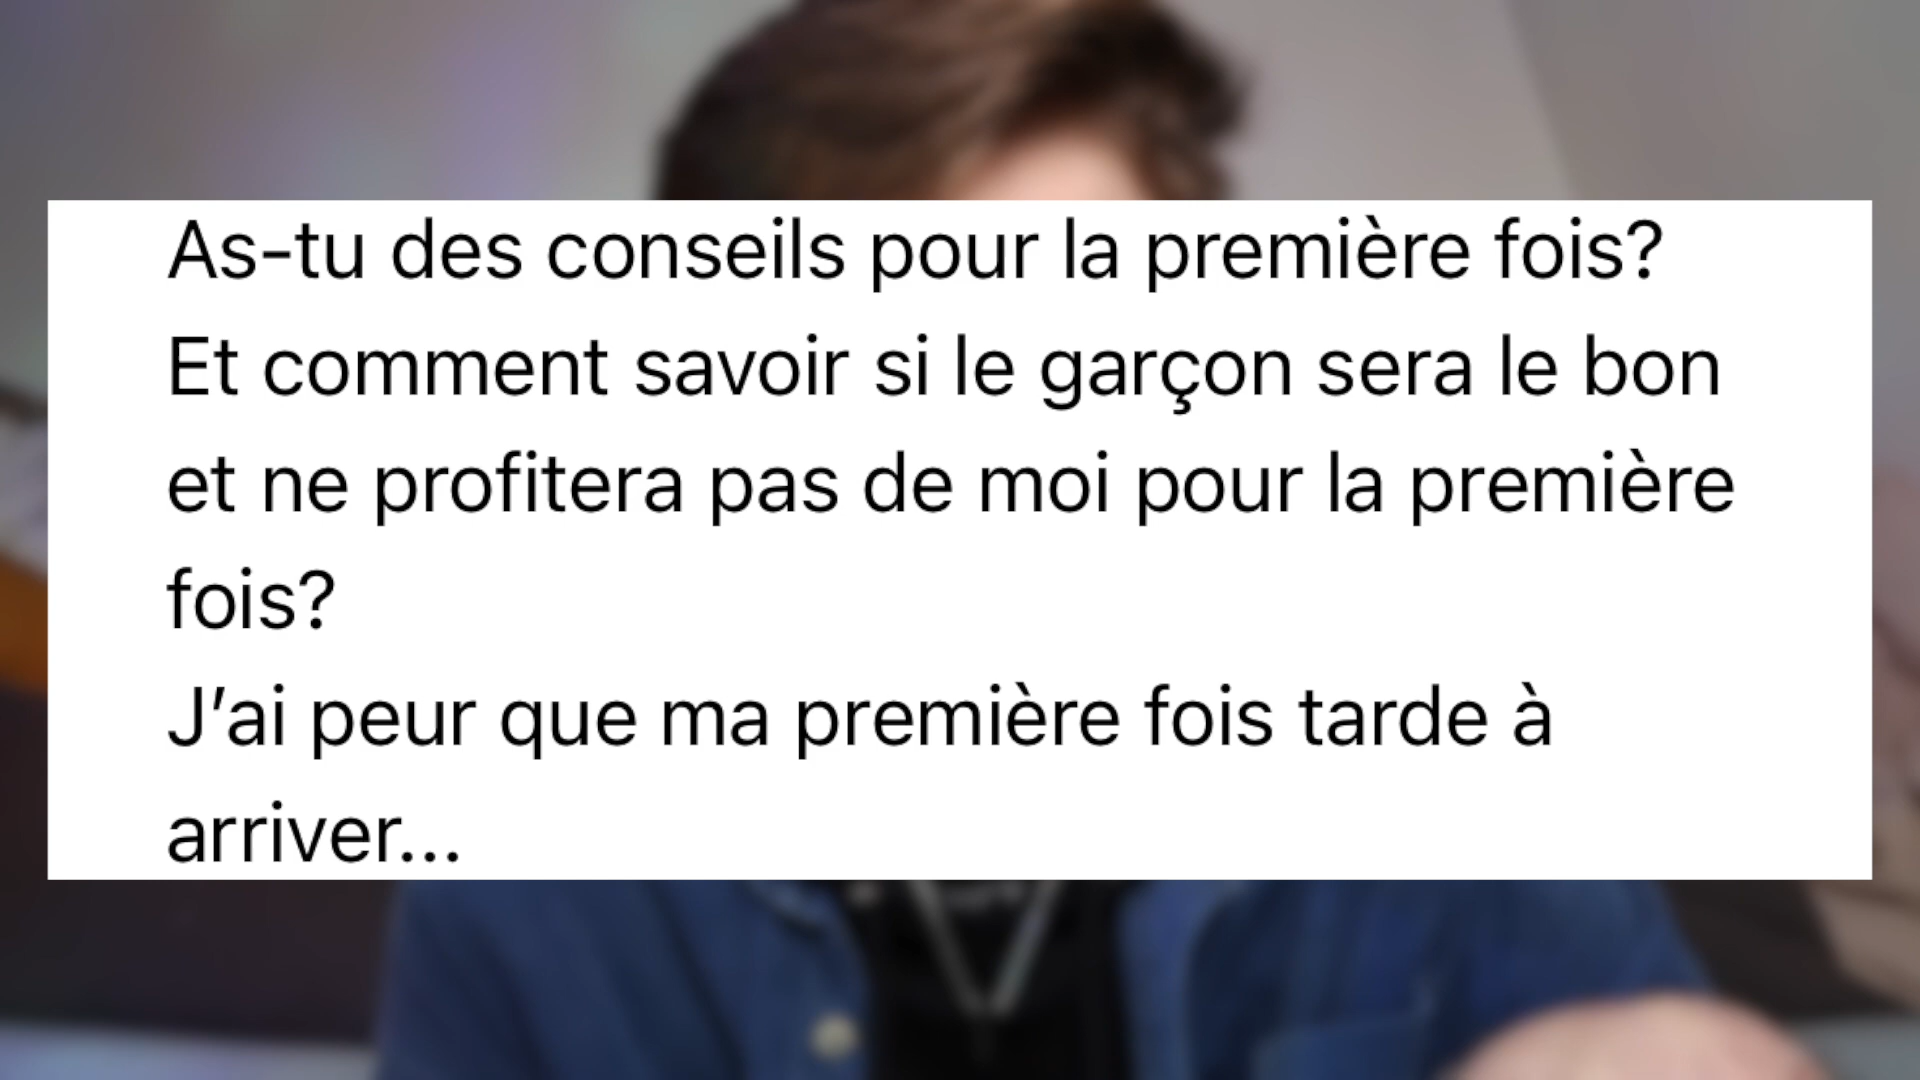 As-tu des conseils pour la première fois?
Et comment savoir si le garçon sera le bon
et ne profitera pas de moi pour la première
fois?
J’ai peur que ma première fois tarde à
arriver...